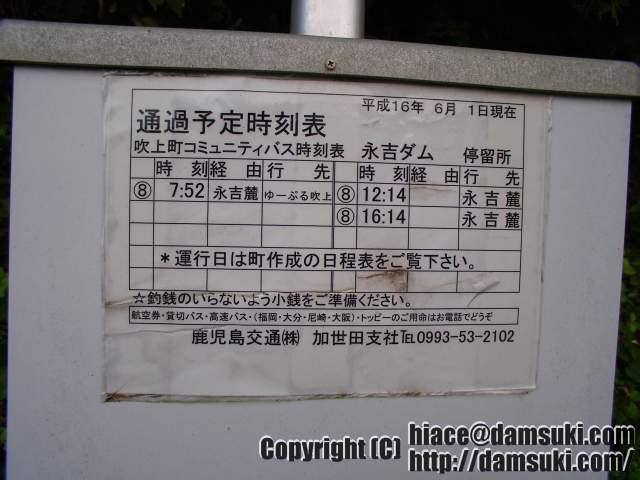 平成16年 6月 1日現在
通過予定時刻表
吹上町コミュニティバス時刻表 永吉ダム 停留所
時刻 経由 行先 時刻 経由 行先
⑧ 7:52 永吉麓 ゆーぷる吹上 ⑧ 12:14 永吉麓
⑧ 16:14 永吉麓
*運行日は町作成の日程表をご覧下さい。
☆釣銭のいらないよう小銭をご準備ください。
航空券・貸切バス・高速バス・(福岡・大分・尼崎・大阪)・トッピーのご用命はお電話でどうぞ
鹿児島交通㈱ 加世田支社℡0993-53-2102
Copyright (C) hiace@damsuki.com
http://damsuki.com/